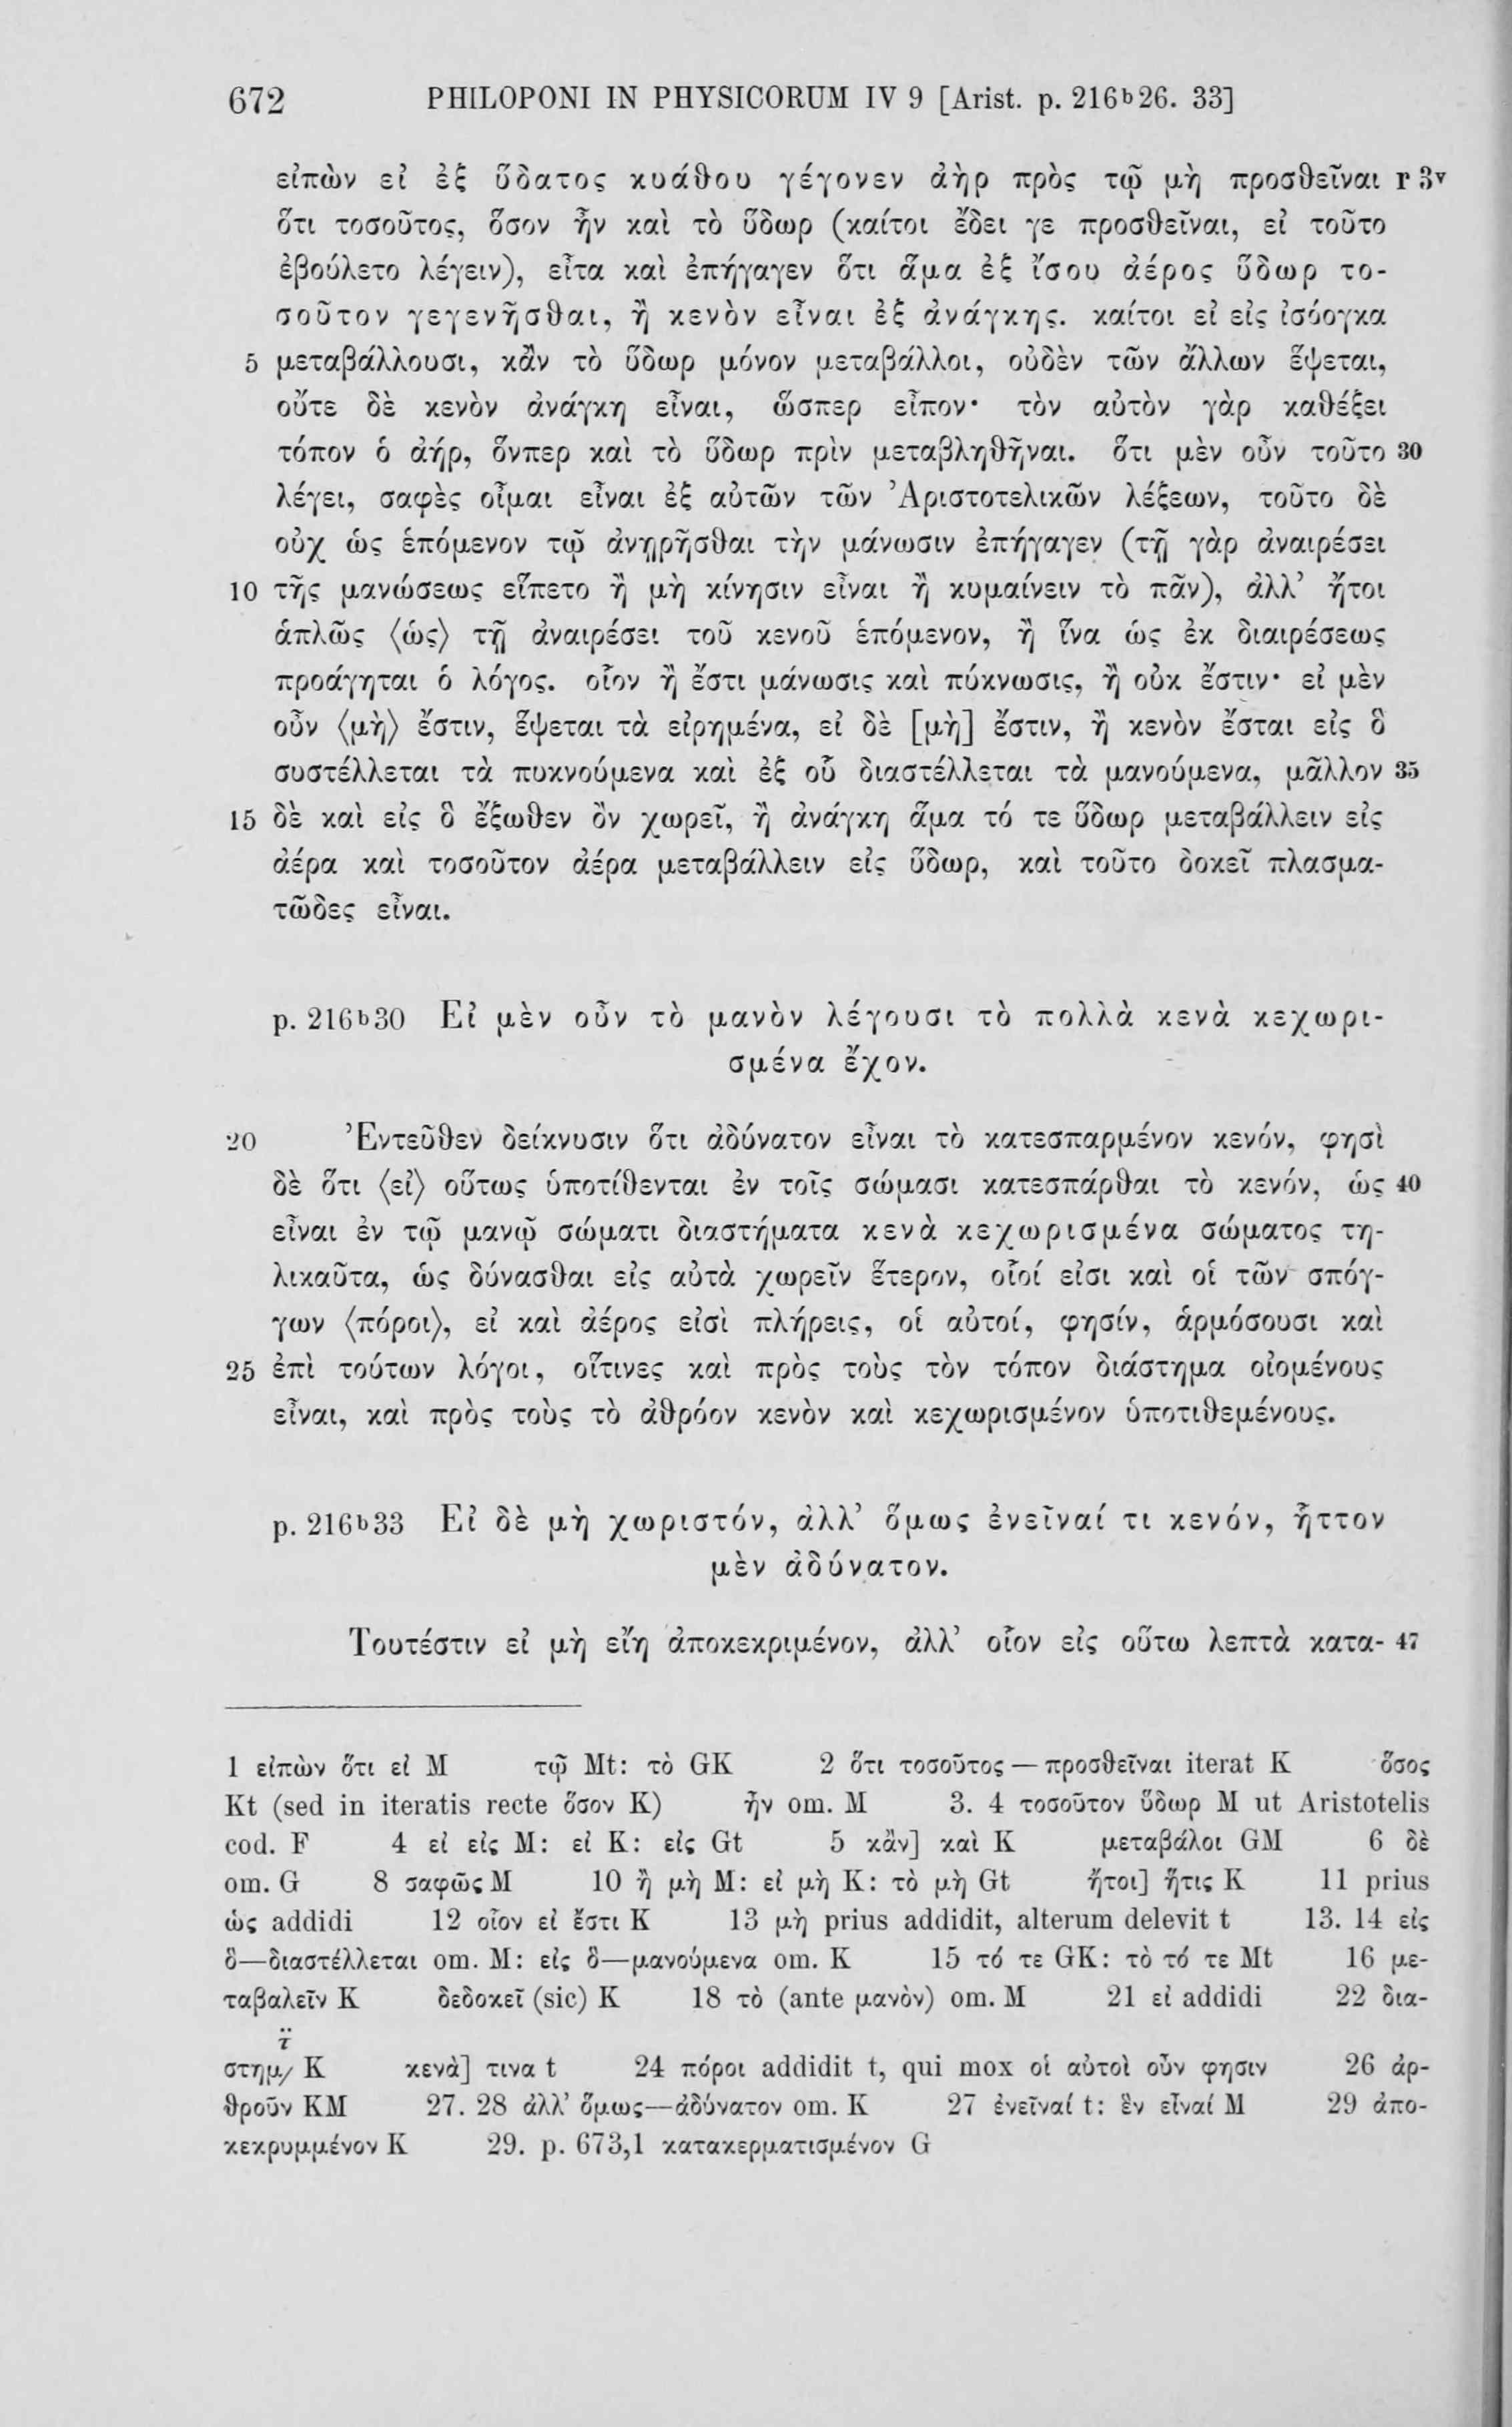 672 PHILOPONI IN PHYSICORUM IV 9 [Arist. p. 216b26. 33]
εἰπὼν εἰ ἐξ ὕδατος κυάθου γέγονεν ἀὴρ πρὸς τῷ μὴ προσθεῖναι r 3v
ὅτι τοσοῦτος, ὅσον ἦν καὶ τὸ ὕδωρ (καίτοι ἔδει γε προσθεῖναι, εἰ τοῦτο
ἐβούλετο λέγειν), εἶτα καὶ ἐπήγαγεν ὅτι ἅμα ἐξ ἴσου ἀέρος ὕδωρ το-
σοῦτον γεγενῆσθαι, ἢ κενὸν εἶναι ἐξ ἀνάγκης. καίτοι εἰ εἰς ἰσόογκα
5 μεταβάλλουσι, κἂν τὸ ὕδωρ μόνον μεταβάλλοι, οὐδὲν τῶν ἄλλων ἕψεται,
οὔτε δὲ κενὸν ἀνάγκη εἶναι, ὥσπερ εἶπον· τὸν αὐτὸν γὰρ καθέξει
τόπον ὁ ἀήρ, ὅνπερ καὶ τὸ ὕδωρ πρὶν μεταβληθῆναι. ὅτι μὲν οὖν τοῦτο 30
λέγει, σαφὲς οἶμαι εἶναι ἐξ αὐτῶν τῶν Ἀριστοτελικῶν λέξεων, τοῦτο δὲ
οὐχ ὡς ἑπόμενον τῷ ἀνῃρῆσθαι τὴν μάνωσιν ἐπήγαγεν (τῇ γὰρ ἀναιρέσει
10 τῆς μανώσεως εἵπετο ἢ μὴ κίνησιν εἶναι ἢ κυμαίνειν τὸ πᾶν), ἀλλ’ ἤτοι
ἁπλῶς ⟨ὡς⟩ τῇ ἀναιρέσει τοῦ κενοῦ ἑπόμενον, ἢ ἵνα ὡς ἐκ διαιρέσεως
προάγηται ὁ λόγος. οἷον ἢ ἔστι μάνωσις καὶ πύκνωσις, ἢ οὐκ ἔστιν· εἰ μὲν
οὖν ⟨μὴ⟩ ἔστιν, ἕψεται τὰ εἰρημένα, εἰ δὲ [μὴ] ἔστιν, ἢ κενὸν ἔσται εἰς ὃ
συστέλλεται τὰ πυκνούμενα καὶ ἐξ οὗ διαστέλλεται τὰ μανούμενα, μᾶλλον 35
15 δὲ καὶ εἰς ὃ ἔξωθεν ὂν χωρεῖ, ἢ ἀνάγκη ἅμα τό τε ὕδωρ μεταβάλλειν εἰς
ἀέρα καὶ τοσοῦτον ἀέρα μεταβάλλειν εἰς ὕδωρ, καὶ τοῦτο δοκεῖ πλασμα-
τῶδες εἶναι.
p. 216b30 Εἰ μὲν οὖν τὸ μανὸν λέγουσι τὸ πολλὰ κενὰ κεχωρι-
σμένα ἔχον.
20 Ἐντεῦθεν δείκνυσιν ὅτι ἀδύνατον εἶναι τὸ κατεσπαρμένον κενόν, φησὶ
δὲ ὅτι ⟨εἰ⟩ οὕτως ὑποτίθενται ἐν τοῖς σώμασι κατεσπάρθαι τὸ κενόν, ὡς 40
εἶναι ἐν τῷ μανῷ σώματι διαστήματα κενὰ κεχωρισμένα σώματος τη-
λικαῦτα, ὡς δύνασθαι εἰς αὐτὰ χωρεῖν ἕτερον, οἷοί εἰσι καὶ οἱ τῶν σπόγ-
γων ⟨πόροι⟩, εἰ καὶ ἀέρος εἰσὶ πλήρεις, οἱ αὐτοί, φησίν, ἁρμόσουσι καὶ
25 ἐπὶ τούτων λόγοι, οἵτινες καὶ πρὸς τοὺς τὸν τόπον διάστημα οἰομένους
εἶναι, καὶ πρὸς τοὺς τὸ ἀθρόον κενὸν καὶ κεχωρισμένον ὑποτιθεμένους.
p. 216b33 Εἰ δὲ μὴ χωριστόν, ἀλλ’ ὅμως ἐνεῖναί τι κενόν, ἧττον
μὲν ἀδύνατον.
Τουτέστιν εἰ μὴ εἴη ἀποκεκριμένον, ἀλλ’ οἷον εἰς οὕτω λεπτὰ κατα- 47
1 εἰπὼν ὅτι εἰ M τῷ Mt: τὸ GK 2 ὅτι τοσοῦτος — προσθεῖναι iterat K ὅσος
Kt (sed in iteratis recte ὅσον K) ἦν om. M 3. 4 τοσοῦτον ὕδωρ M ut Aristotelis
cod. F 4 εἰ εἰς M: εἰ K: εἰς Gt 5 κἂν] καὶ K μεταβάλοι GM 6 δὲ
om. G 8 σαφῶς M 10 ἢ μὴ M: εἰ μὴ K: τὸ μὴ Gt ἤτοι] ἥτις K 11 prius
ὡς addidi 12 οἷον εἰ ἔστι K 13 μὴ prius addidit, alterum delevit t 13. 14 εἰς
ὃ—διαστέλλεται om. M: εἰς ὃ—μανούμενα om. K 15 τό τε GK: τὸ τό τε Mt 16 με-
ταβαλεῖν K δεδοκεῖ (sic) K 18 τὸ (ante μανὸν) om. M 21 εἰ addidi 22 δια-
στημ/τ̈ K κενὰ] τινα t 24 πόροι addidit t, qui mox οἱ αὐτοὶ οὖν φησιν 26 ἀρ-
θροῦν KM 27. 28 ἀλλ’ ὅμως—ἀδύνατον om. K 27 ἐνεῖναί t: ἓν εἶναί M 29 ἀπο-
κεκρυμμένον K 29. p. 673,1 κατακερματισμένον G